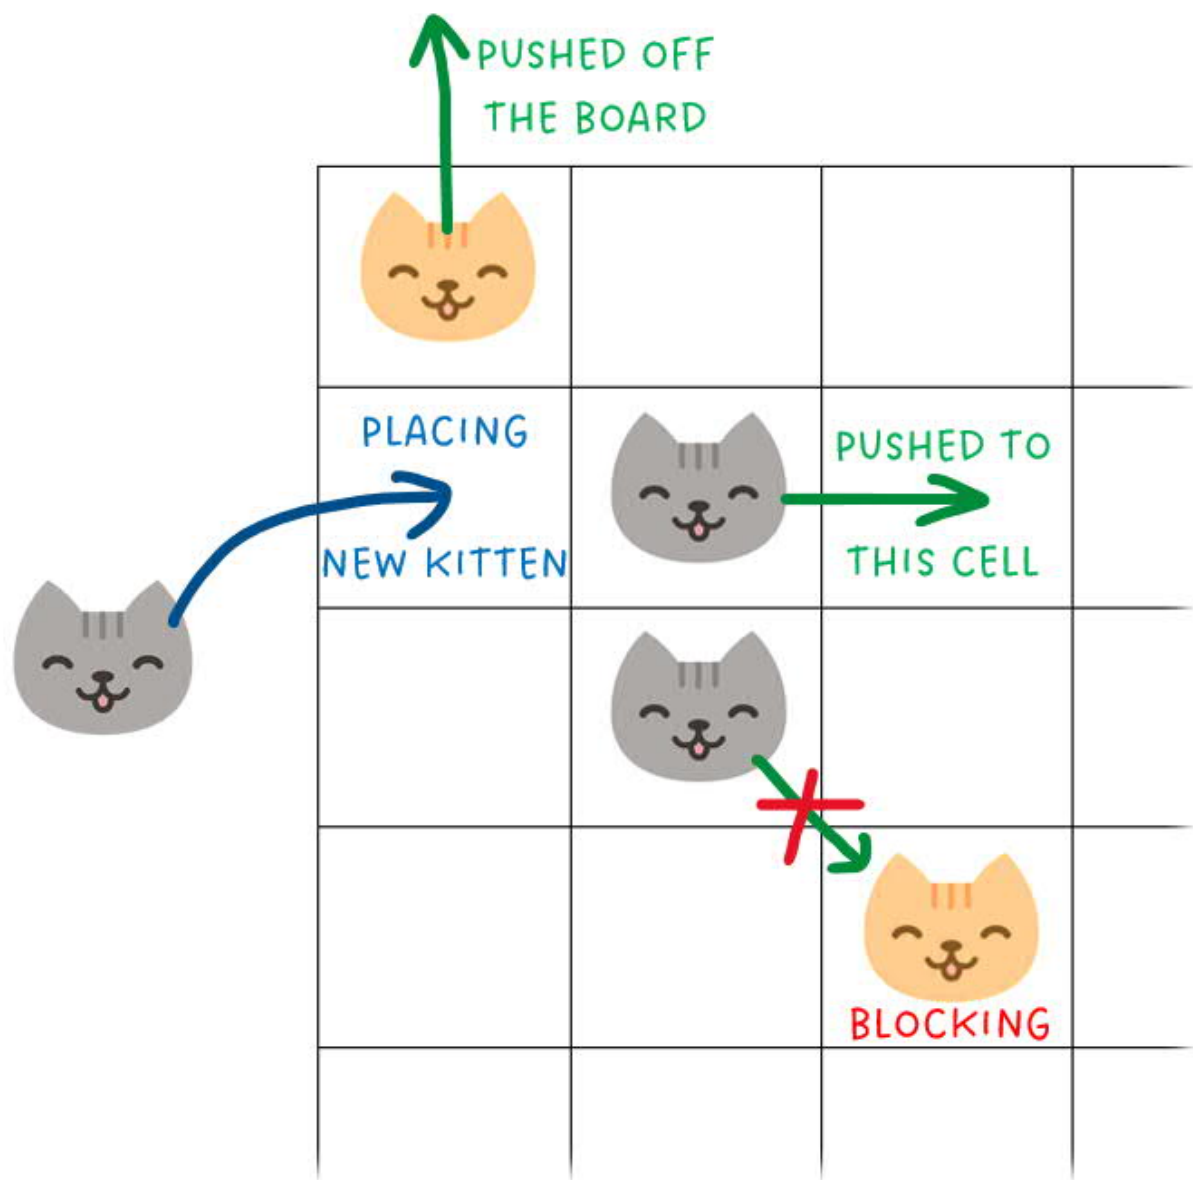 PUSHED OFF
THE BOARD
PLACING
NEW KITTEN
PUSHED TO
THIS CELL
BLOCKING